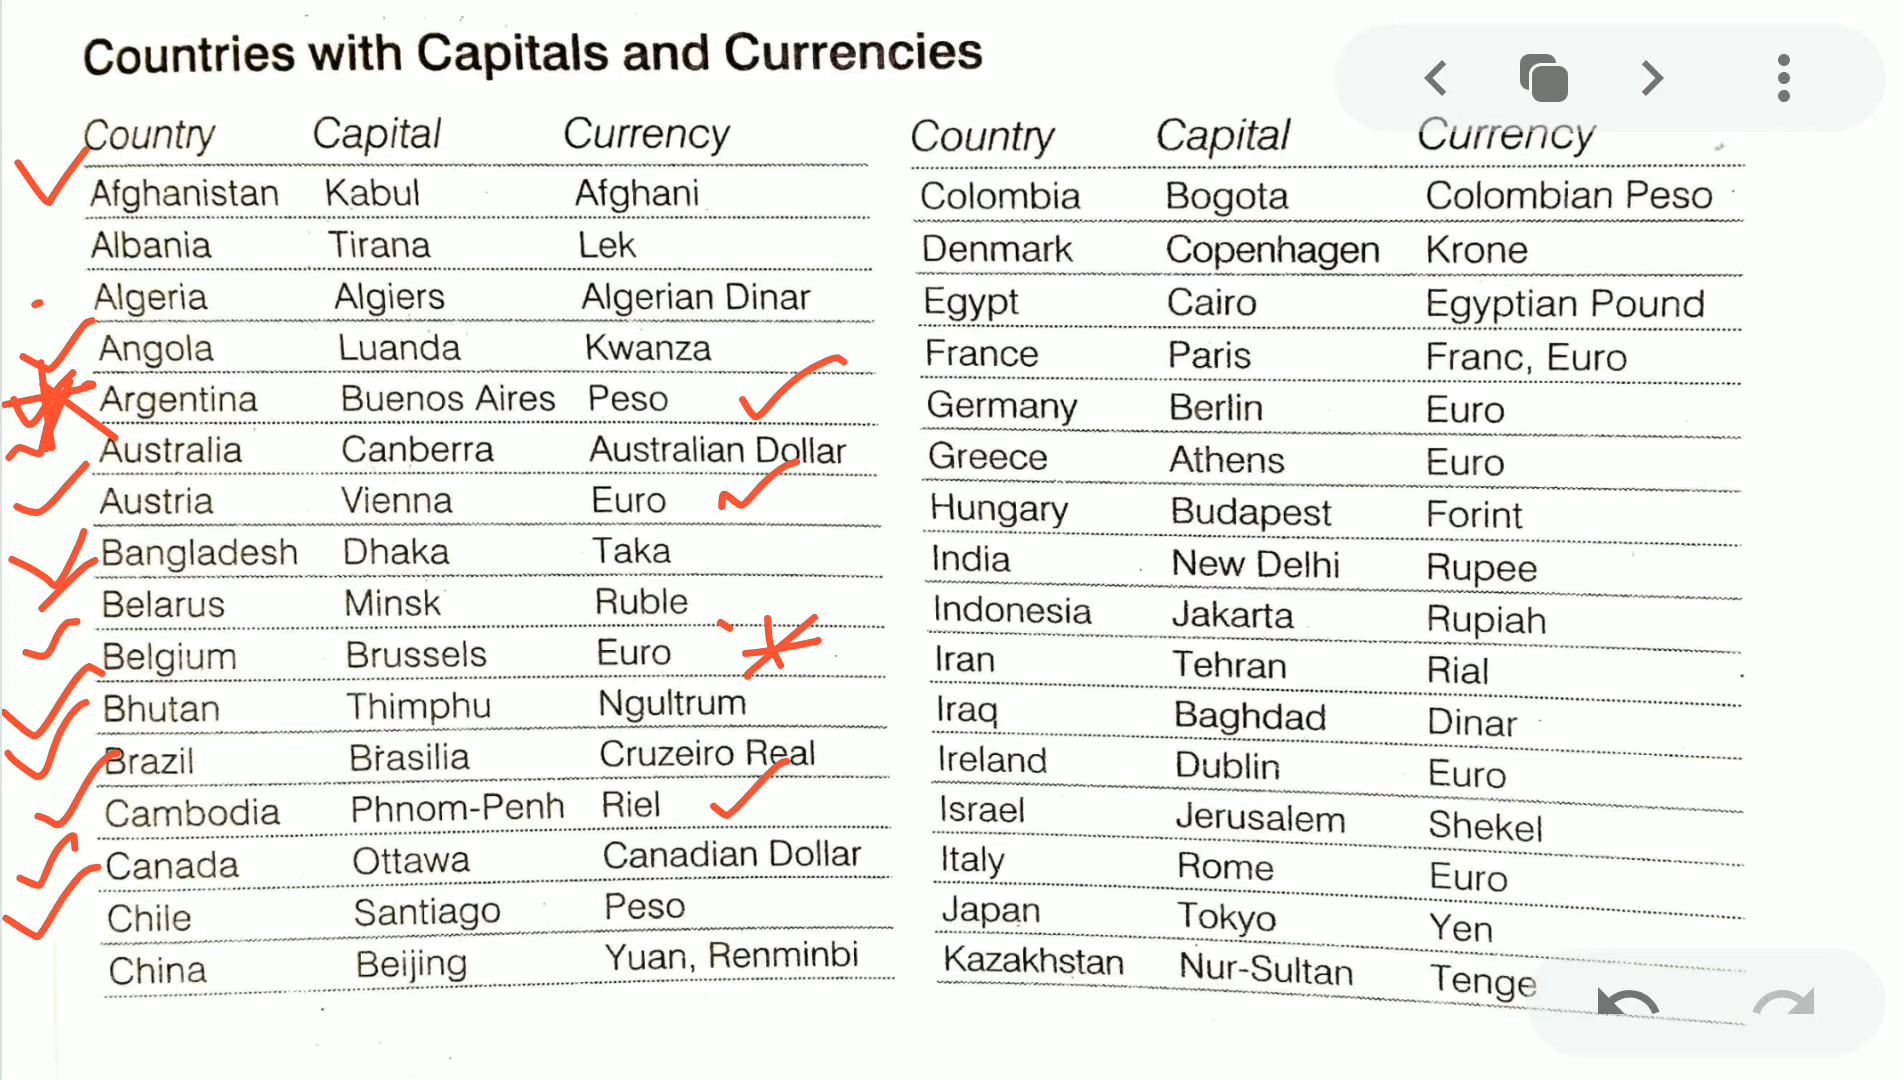 Countries with Capitals and Currencies
Country Capital Currency
Afghanistan Kabul Afghani
Albania Tirana Lek
Algeria Algiers Algerian Dinar
Angola Luanda Kwanza
Argentina Buenos Aires Peso
Australia Canberra Australian Dollar
Austria Vienna Euro
Bangladesh Dhaka Taka
Belarus Minsk Ruble
Belgium Brussels Euro
Bhutan Thimphu Ngultrum
Brazil Brasilia Cruzeiro Real
Cambodia Phnom-Penh Riel
Canada Ottawa Canadian Dollar
Chile Santiago Peso
China Beijing Yuan, Renminbi
Country Capital Currency
Colombia Bogota Colombian Peso
Denmark Copenhagen Krone
Egypt Cairo Egyptian Pound
France Paris Franc, Euro
Germany Berlin Euro
Greece Athens Euro
Hungary Budapest Forint
India New Delhi Rupee
Indonesia Jakarta Rupiah
Iran Tehran Rial
Iraq Baghdad Dinar
Ireland Dublin Euro
Israel Jerusalem Shekel
Italy Rome Euro
Japan Tokyo Yen
Kazakhstan Nur-Sultan Tenge